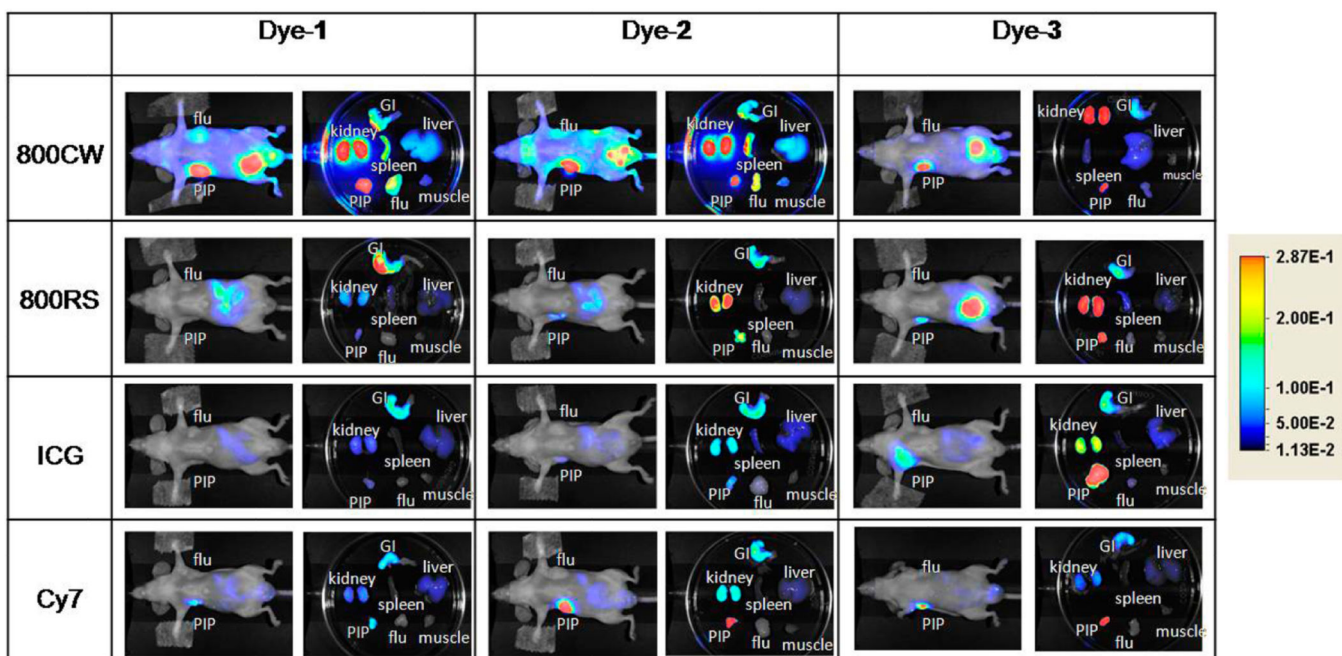 Dye-1 Dye-2 Dye-3
800CW
flu PIP
GI kidney liver spleen PIP flu muscle
flu PIP
GI kidney liver spleen PIP flu muscle
flu PIP
GI kidney liver spleen PIP flu muscle
800RS
flu PIP
GI kidney liver spleen PIP flu muscle
flu PIP
GI kidney liver spleen PIP flu muscle
flu PIP
GI kidney liver spleen PIP flu muscle
ICG
flu PIP
GI kidney liver spleen PIP flu muscle
flu PIP
GI kidney liver spleen PIP flu muscle
flu PIP
GI kidney liver spleen PIP flu muscle
Cy7
flu PIP
GI kidney liver spleen PIP flu muscle
flu PIP
GI kidney liver spleen PIP flu muscle
flu PIP
GI kidney liver spleen PIP flu muscle
2.87E-1
2.00E-1
1.00E-1
5.00E-2
1.13E-2